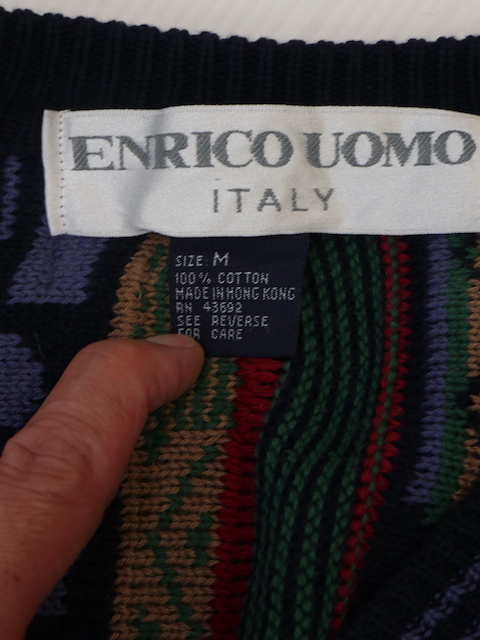 ENRICO UOMO
ITALY
SIZE M
100% COTTON
MADE IN HONG KONG
RN 43692
SEE REVERSE
FOR CARE